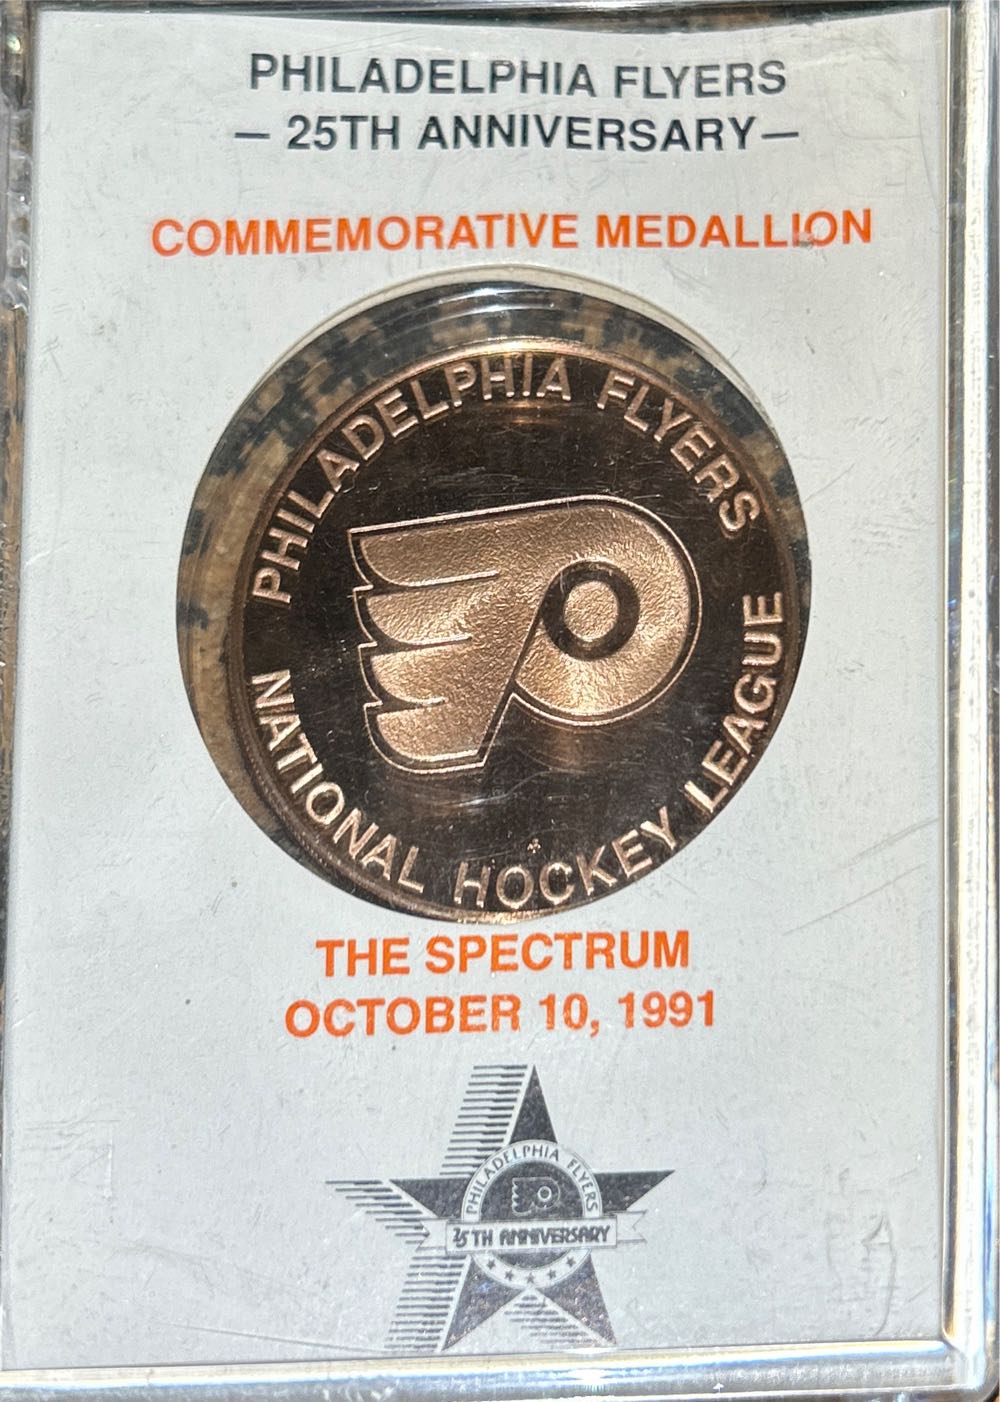 PHILADELPHIA FLYERS
— 25TH ANNIVERSARY—
COMMEMORATIVE MEDALLION
PHILADELPHIA FLYERS
NATIONAL HOCKEY LEAGUE
THE SPECTRUM
OCTOBER 10, 1991
PHILADELPHIA FLYERS
25TH ANNIVERSARY